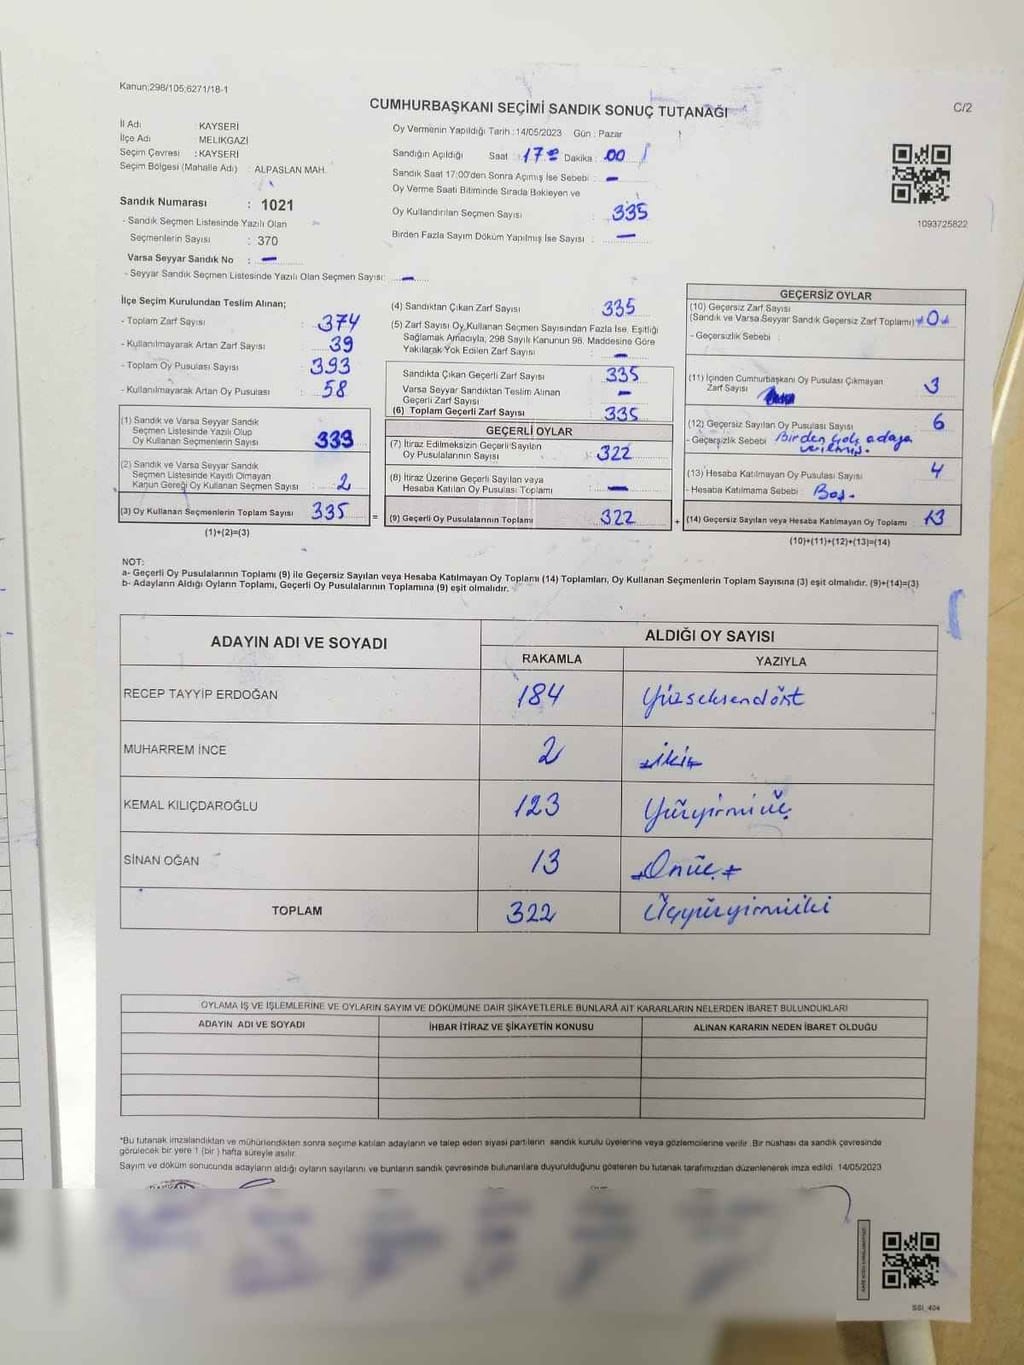 Kanun;298/105;6271/18-1
C/2
CUMHURBAŞKANI SEÇİMİ SANDIK SONUÇ TUTANAĞI
İl Adı KAYSERİ
İlçe Adı MELİKGAZİ
Seçim Çevresi : KAYSERİ
Seçim Bölgesi (Mahalle Adı) : ALPASLAN MAH.
Sandık Numarası : 1021
- Sandık Seçmen Listesinde Yazılı Olan
Seçmenlerin Sayısı : 370
Varsa Seyyar Sandık No : -
- Seyyar Sandık Seçmen Listesinde Yazılı Olan Seçmen Sayısı: -
Oy Vermenin Yapıldığı Tarih : 14/05/2023 Gün : Pazar
Sandığın Açıldığı Saat : 17 Dakika : 00
Sandık Saat 17:00'den Sonra Açılmış İse Sebebi : -
Oy Verme Saati Bitiminde Sırada Bekleyen ve
Oy Kullandırılan Seçmen Sayısı : 335
Birden Fazla Sayım Döküm Yapılmış İse Sayısı : -
1093725822
İlçe Seçim Kurulundan Teslim Alınan;
- Toplam Zarf Sayısı : 374
- Kullanılmayarak Artan Zarf Sayısı : 39
- Toplam Oy Pusulası Sayısı : 393
- Kullanılmayarak Artan Oy Pusulası : 58
(1) Sandık ve Varsa Seyyar Sandık
Seçmen Listesinde Yazılı Olup
Oy Kullanan Seçmenlerin Sayısı : 333
(2) Sandık ve Varsa Seyyar Sandık
Seçmen Listesinde Kayıtlı Olmayan
Kanun Gereği Oy Kullanan Seçmen Sayısı : 2
(3) Oy Kullanan Seçmenlerin Toplam Sayısı : 335
(1)+(2)=(3)
(4) Sandıktan Çıkan Zarf Sayısı 335
(5) Zarf Sayısı Oy Kullanan Seçmen Sayısından Fazla İse, Eşitliği
Sağlamak Amacıyla, 298 Sayılı Kanunun 98. Maddesine Göre
Yakılarak Yok Edilen Zarf Sayısı : -
Sandıkta Çıkan Geçerli Zarf Sayısı : 335
Varsa Seyyar Sandıktan Teslim Alınan
Geçerli Zarf Sayısı : -
(6) Toplam Geçerli Zarf Sayısı : 335
GEÇERLİ OYLAR
(7) İtiraz Edilmeksizin Geçerli Sayılan
Oy Pusulalarının Sayısı : 322
(8) İtiraz Üzerine Geçerli Sayılan veya
Hesaba Katılan Oy Pusulası Toplamı : -
= (9) Geçerli Oy Pusulalarının Toplamı : 322
GEÇERSİZ OYLAR
(10) Geçersiz Zarf Sayısı
(Sandık ve Varsa Seyyar Sandık Geçersiz Zarf Toplamı) 0
- Geçersizlik Sebebi :
(11) İçinden Cumhurbaşkanı Oy Pusulası Çıkmayan
Zarf Sayısı 3
(12) Geçersiz Sayılan Oy Pusulası Sayısı 6
- Geçersizlik Sebebi Birden çok adaya
verilmiş.
(13) Hesaba Katılmayan Oy Pusulası Sayısı 4
- Hesaba Katılmama Sebebi : Boş.
+ (14) Geçersiz Sayılan veya Hesaba Katılmayan Oy Toplamı 13
(10)+(11)+(12)+(13)=(14)
NOT:
a- Geçerli Oy Pusulalarının Toplamı (9) ile Geçersiz Sayılan veya Hesaba Katılmayan Oy Toplamı (14) Toplamları, Oy Kullanan Seçmenlerin Toplam Sayısına (3) eşit olmalıdır. (9)+(14)=(3)
b- Adayların Aldığı Oyların Toplamı, Geçerli Oy Pusulalarının Toplamına (9) eşit olmalıdır.
ADAYIN ADI VE SOYADI ALDIĞI OY SAYISI
RAKAMLA YAZIYLA
RECEP TAYYİP ERDOĞAN 184 Yüzseksendört
MUHARREM İNCE 2 iki
KEMAL KILIÇDAROĞLU 123 Yüzyirmiüç
SİNAN OĞAN 13 Onüç
TOPLAM 322 Üçyüzyirmiiki
OYLAMA İŞ VE İŞLEMLERİNE VE OYLARIN SAYIM VE DÖKÜMÜNE DAİR ŞİKAYETLERLE BUNLARA AİT KARARLARIN NELERDEN İBARET BULUNDUKLARI
ADAYIN ADI VE SOYADI İHBAR İTİRAZ VE ŞİKAYETİN KONUSU ALINAN KARARIN NEDEN İBARET OLDUĞU
*Bu tutanak imzalandıktan ve mühürlendikten sonra seçime katılan adayların ve talep eden siyasi partilerin sandık kurulu üyelerine veya gözlemcilerine verilir. Bir nüshası da sandık çevresinde
görülecek bir yere 1 (bir) hafta süreyle asılır.
Sayım ve döküm sonucunda adayların aldığı oyların sayılarını ve bunların sandık çevresinde bulunanlara duyurulduğunu gösteren bu tutanak tarafımızdan düzenlenerek imza edildi. 14/05/2023
SSI_404